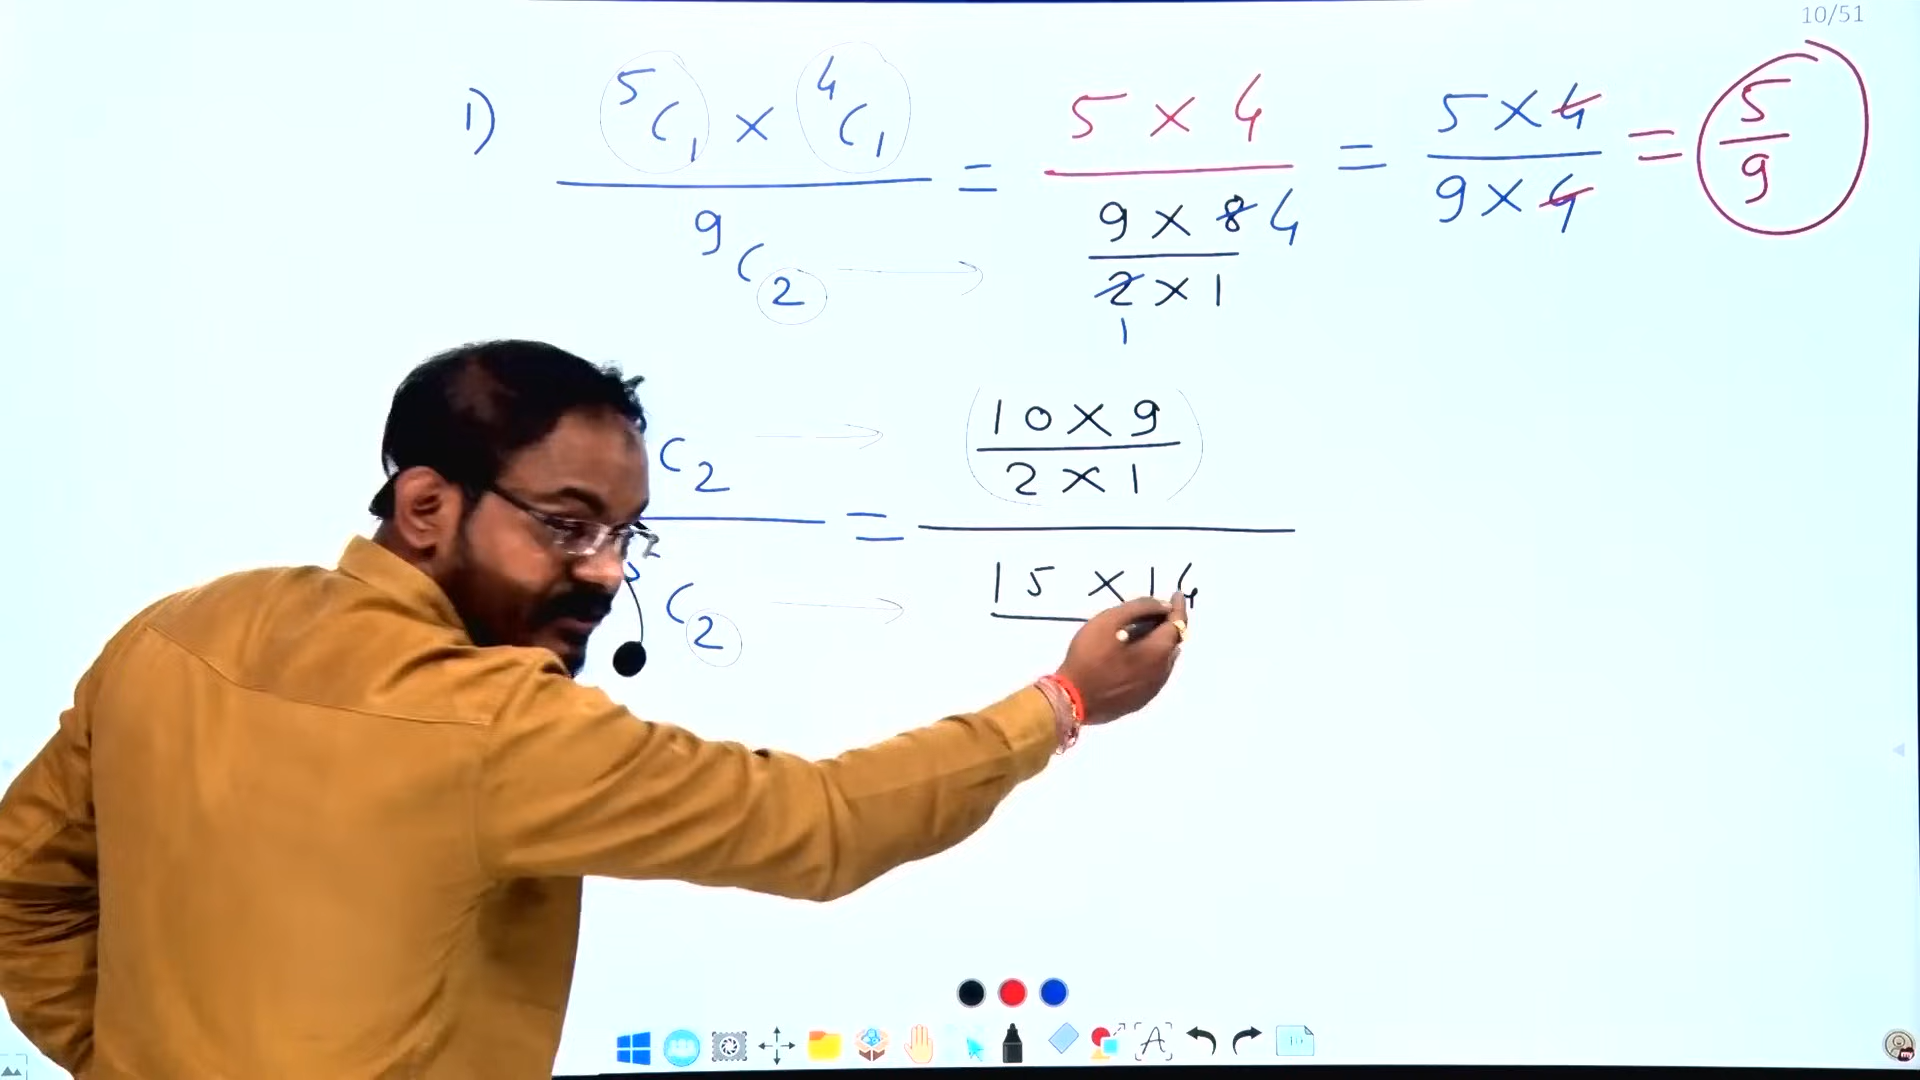 10/51
1) ⁵C₁ × ⁴C₁ / ⁹C₂ = 5 × 4 / (9 × 8 4 / 2 × 1 1) = 5 × 4 / 9 × 4 = 5/9
C₂ / C₂ = (10 × 9 / 2 × 1) / 15 × 14